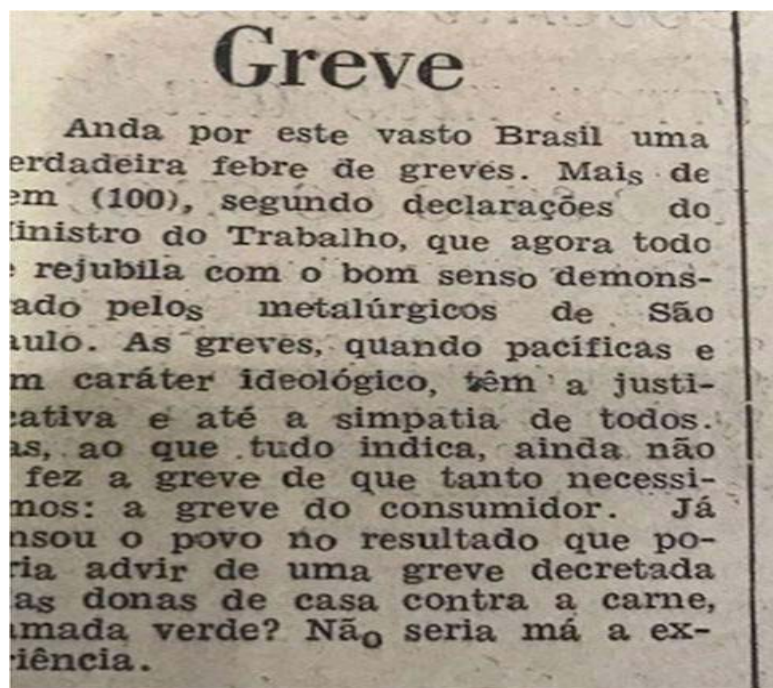 Greve
Anda por este vasto Brasil uma
erdadeira febre de greves. Mais de
em (100), segundo declarações do
inistro do Trabalho, que agora todo
e rejubila com o bom senso demons-
ado pelos metalúrgicos de São
aulo. As greves, quando pacíficas e
m caráter ideológico, têm a justi-
cativa e até a simpatia de todos.
as, ao que tudo indica, ainda não
fez a greve de que tanto necessi-
mos: a greve do consumidor. Já
nsou o povo no resultado que po-
ria advir de uma greve decretada
as donas de casa contra a carne,
amada verde? Não seria má a ex-
riência.